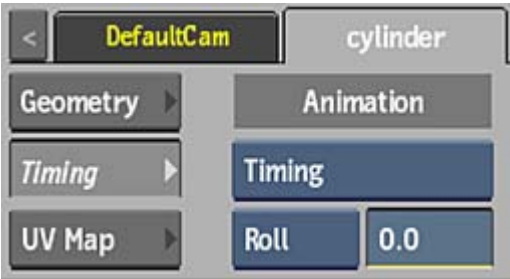 < DefaultCam cylinder
Geometry Animation
Timing Timing
UV Map Roll 0.0